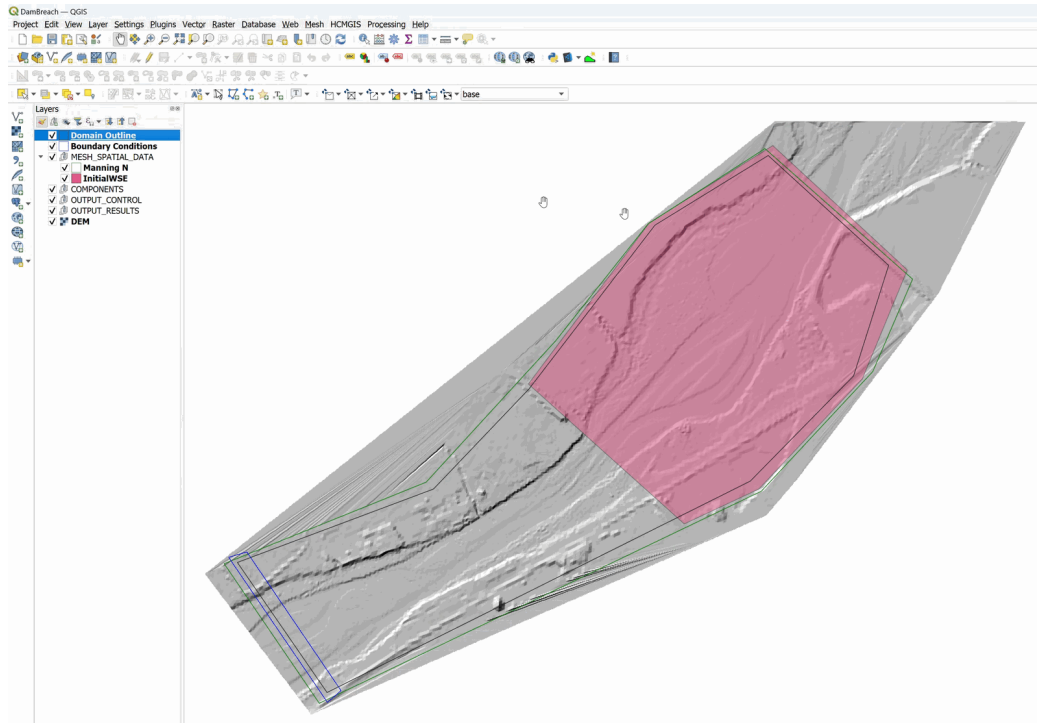 DamBreach — QGIS
Project Edit View Layer Settings Plugins Vector Raster Database Web Mesh HCMGIS Processing Help
base
Layers
Domain Outline
Boundary Conditions
MESH_SPATIAL_DATA
Manning N
InitialWSE
COMPONENTS
OUTPUT_CONTROL
OUTPUT_RESULTS
DEM